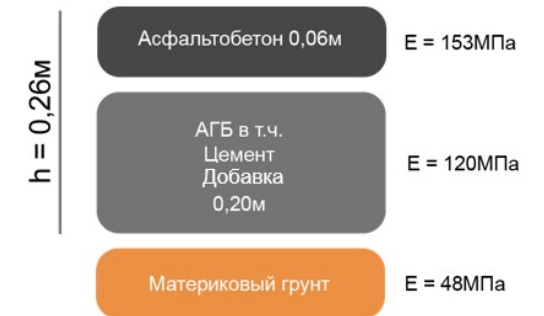 h = 0,26м
Асфальтобетон 0,06м
E = 153МПа
АГБ в т.ч.
Цемент
Добавка
0,20м
E = 120МПа
Материковый грунт
E = 48МПа